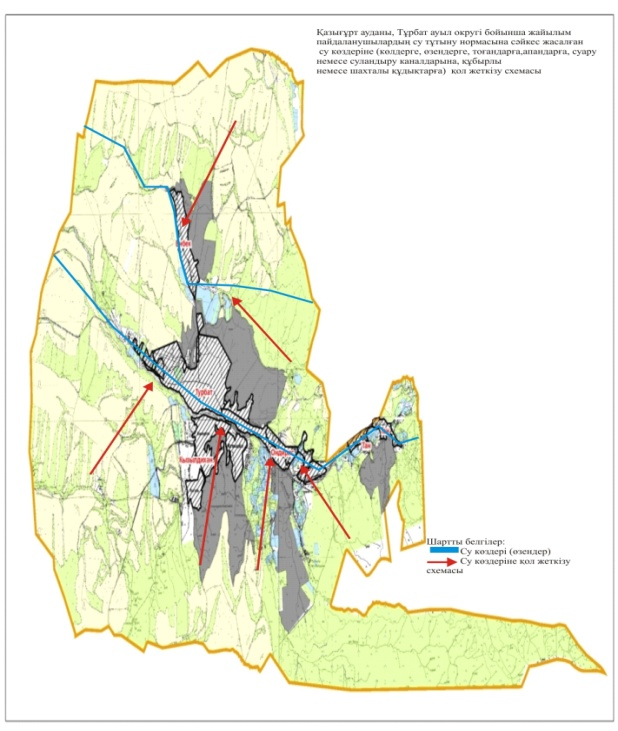 Қазығұрт ауданы, Тұрбат ауыл округі бойынша жайылым
пайдаланушылардың су тұтыну нормасына сәйкес жасалған
су көздеріне (көлдерге, өзендерге, тоғандарға,апандарға, суару
немесе суландыру каналдарына, құбырлы
немесе шахталы құдықтарға) қол жеткізу схемасы
Турбат
Кызылдикан
Шартты белгілер:
Су көздері (өзендер)
Су көздеріне қол жеткізу
схемасы